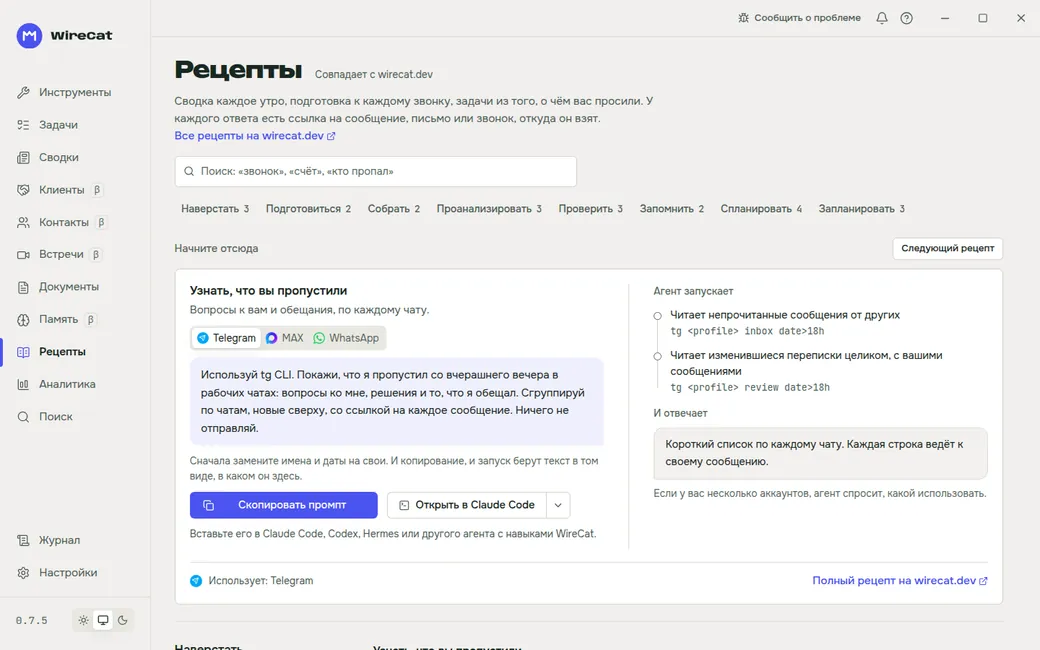 wirecat
Сообщить о проблеме
Инструменты
Задачи
Сводки
Клиенты β
Контакты β
Встречи β
Документы
Память β
Рецепты
Аналитика
Поиск
Журнал
Настройки
0.7.5
Рецепты
Совпадает с wirecat.dev
Сводка каждое утро, подготовка к каждому звонку, задачи из того, о чём вас просили. У
каждого ответа есть ссылка на сообщение, письмо или звонок, откуда он взят.
Все рецепты на wirecat.dev
Поиск: «звонок», «счёт», «кто пропал»
Наверстать 3 Подготовиться 2 Собрать 2 Проанализировать 3 Проверить 3 Запомнить 2 Спланировать 4 Запланировать 3
Начните отсюда
Следующий рецепт
Узнать, что вы пропустили
Вопросы к вам и обещания, по каждому чату.
Telegram MAX WhatsApp
Используй tg CLI. Покажи, что я пропустил со вчерашнего вечера в
рабочих чатах: вопросы ко мне, решения и то, что я обещал. Сгруппируй
по чатам, новые сверху, со ссылкой на каждое сообщение. Ничего не
отправляй.
Сначала замените имена и даты на свои. И копирование, и запуск берут текст в том
виде, в каком он здесь.
Скопировать промпт
Открыть в Claude Code
Вставьте его в Claude Code, Codex, Hermes или другого агента с навыками WireCat.
Агент запускает
Читает непрочитанные сообщения от других
tg <profile> inbox date>18h
Читает изменившиеся переписки целиком, с вашими
сообщениями
tg <profile> review date>18h
И отвечает
Короткий список по каждому чату. Каждая строка ведёт к
своему сообщению.
Если у вас несколько аккаунтов, агент спросит, какой использовать.
Использует: Telegram
Полный рецепт на wirecat.dev
Наверстать
Узнать, что вы пропустили